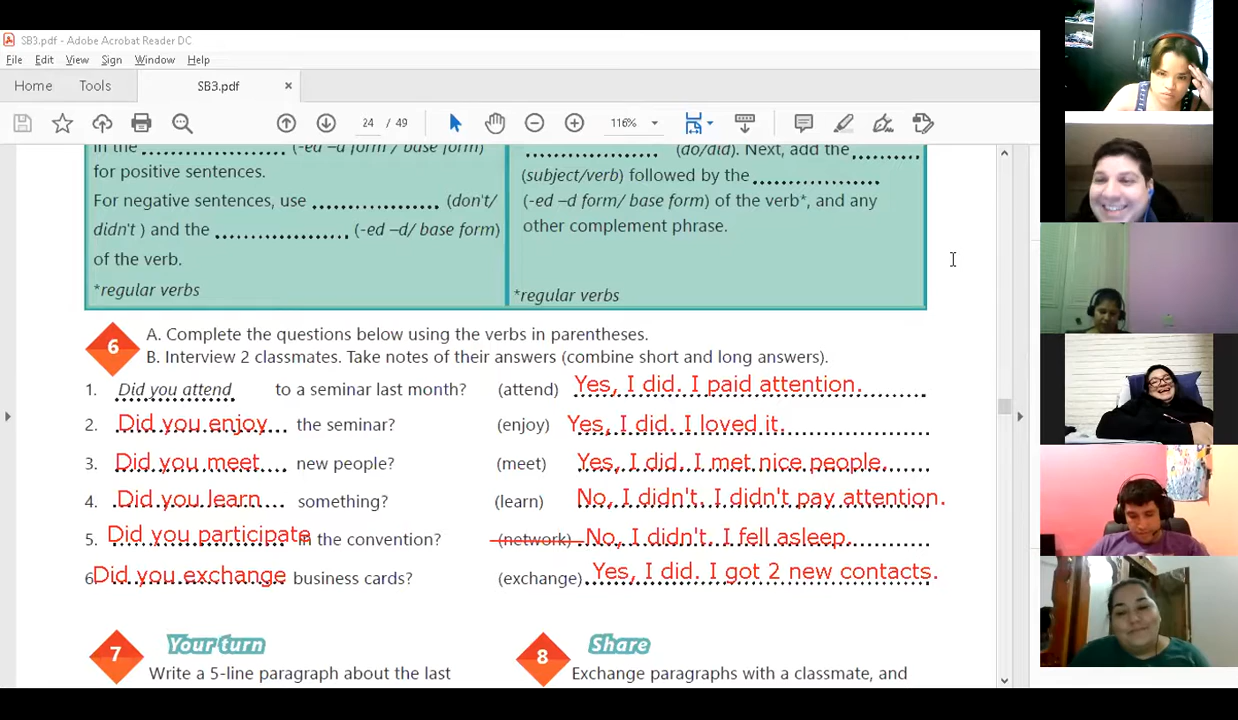 SB3.pdf - Adobe Acrobat Reader DC
File Edit View Sign Window Help
Home Tools SB3.pdf ×
24 / 49 116%
in the .................... (-ed –d form / base form)
for positive sentences.
For negative sentences, use .................... (don't/
didn't ) and the .................... (-ed –d/ base form)
of the verb.
*regular verbs
.................... (do/did). Next, add the ..........
(subject/verb) followed by the ....................
(-ed –d form/ base form) of the verb*, and any
other complement phrase.
*regular verbs
6 A. Complete the questions below using the verbs in parentheses.
B. Interview 2 classmates. Take notes of their answers (combine short and long answers).
1. Did you attend to a seminar last month? (attend) Yes, I did. I paid attention.
2. Did you enjoy the seminar? (enjoy) Yes, I did. I loved it.
3. Did you meet new people? (meet) Yes, I did. I met nice people.
4. Did you learn something? (learn) No, I didn't. I didn't pay attention.
5. Did you participate in the convention? (network) No, I didn't. I fell asleep.
6. Did you exchange business cards? (exchange) Yes, I did. I got 2 new contacts.
7 Your turn
Write a 5-line paragraph about the last
8 Share
Exchange paragraphs with a classmate, and